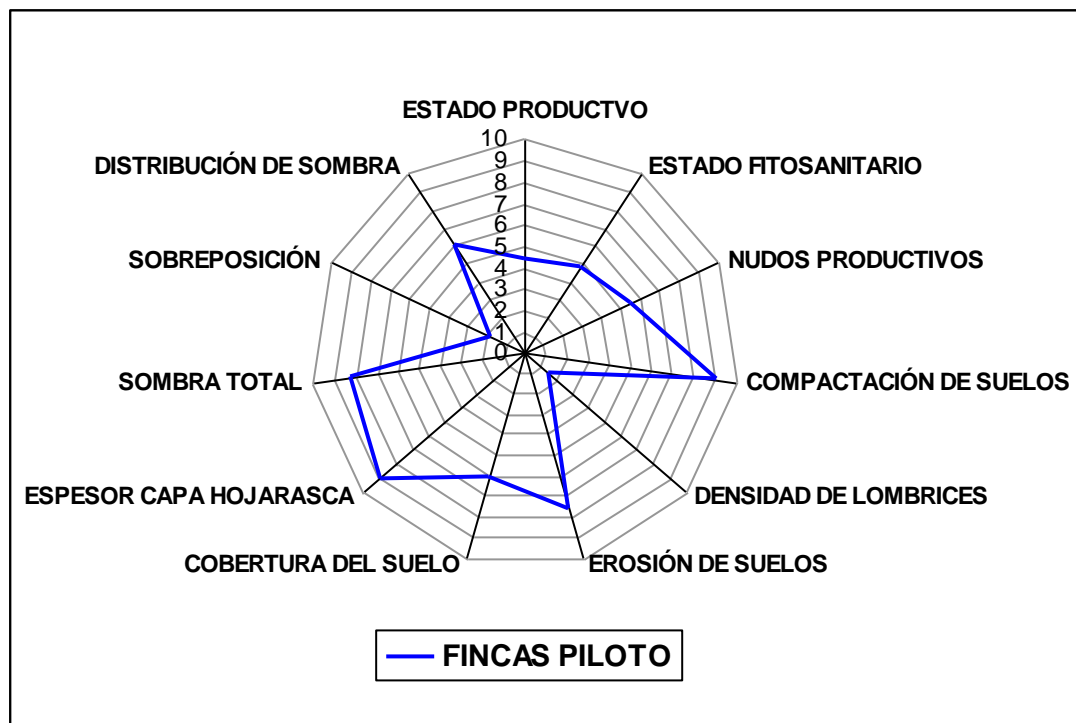 ESTADO PRODUCTVO
DISTRIBUCIÓN DE SOMBRA
ESTADO FITOSANITARIO
SOBREPOSICIÓN
NUDOS PRODUCTIVOS
SOMBRA TOTAL
COMPACTACIÓN DE SUELOS
ESPESOR CAPA HOJARASCA
DENSIDAD DE LOMBRICES
COBERTURA DEL SUELO
EROSIÓN DE SUELOS
10
9
8
7
6
5
4
3
2
1
0
FINCAS PILOTO